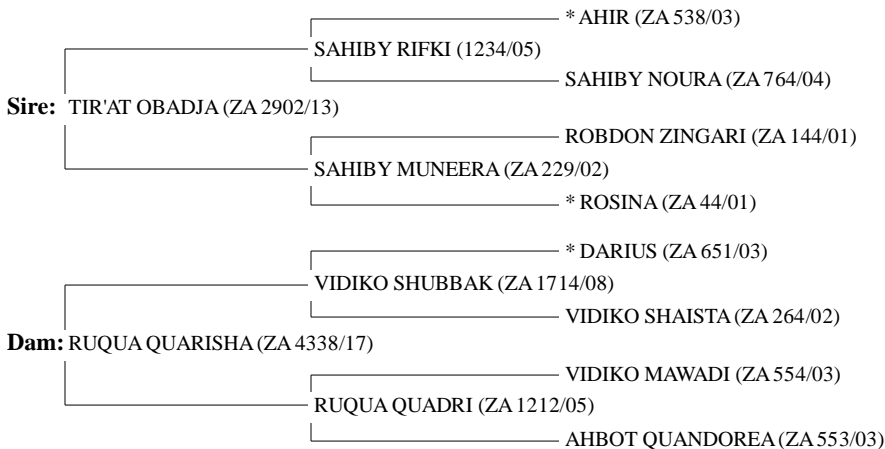 * AHIR (ZA 538/03)
SAHIBY RIFKI (1234/05)
SAHIBY NOURA (ZA 764/04)
Sire: TIR'AT OBADJA (ZA 2902/13)
ROBDON ZINGARI (ZA 144/01)
SAHIBY MUNEERA (ZA 229/02)
* ROSINA (ZA 44/01)
* DARIUS (ZA 651/03)
VIDIKO SHUBBAK (ZA 1714/08)
VIDIKO SHAISTA (ZA 264/02)
Dam: RUQUA QUARISHA (ZA 4338/17)
VIDIKO MAWADI (ZA 554/03)
RUQUA QUADRI (ZA 1212/05)
AHBOT QUANDOREA (ZA 553/03)